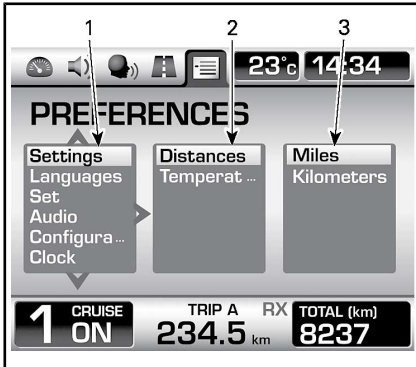 1 2 3
23°c 14:34
PREFERENCES
Settings
Languages
Set
Audio
Configura ...
Clock
Distances
Temperat ...
Miles
Kilometers
1 CRUISE ON
TRIP A
234.5 km
RX
TOTAL (km)
8237